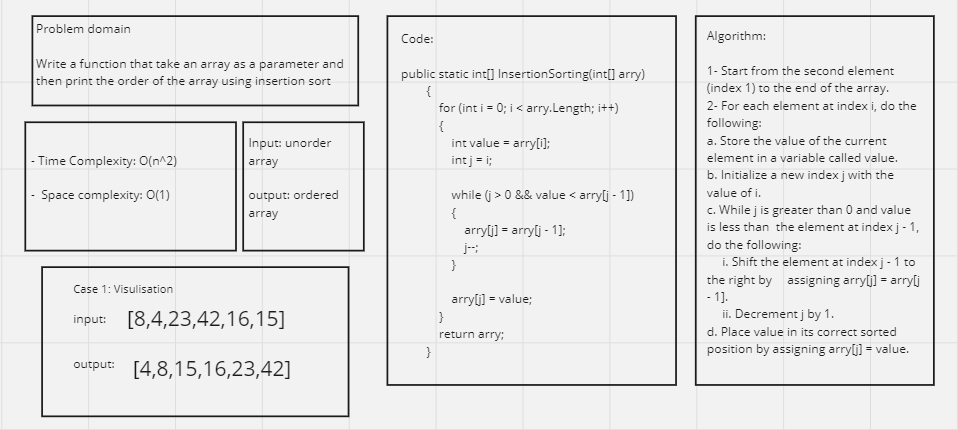 Problem domain
Write a function that take an array as a parameter and
then print the order of the array using insertion sort
- Time Complexity: O(n^2)
- Space complexity: O(1)
Input: unorder
array
output: ordered
array
Case 1: Visulisation
input: [8,4,23,42,16,15]
output: [4,8,15,16,23,42]
Code:
public static int[] InsertionSorting(int[] arry)
{
for (int i = 0; i < arry.Length; i++)
{
int value = arry[i];
int j = i;
while (j > 0 && value < arry[j - 1])
{
arry[j] = arry[j - 1];
j--;
}
arry[j] = value;
}
return arry;
}
Algorithm:
1- Start from the second element
(index 1) to the end of the array.
2- For each element at index i, do the
following:
a. Store the value of the current
element in a variable called value.
b. Initialize a new index j with the
value of i.
c. While j is greater than 0 and value
is less than the element at index j - 1,
do the following:
i. Shift the element at index j - 1 to
the right by assigning arry[j] = arry[j
- 1].
ii. Decrement j by 1.
d. Place value in its correct sorted
position by assigning arry[j] = value.